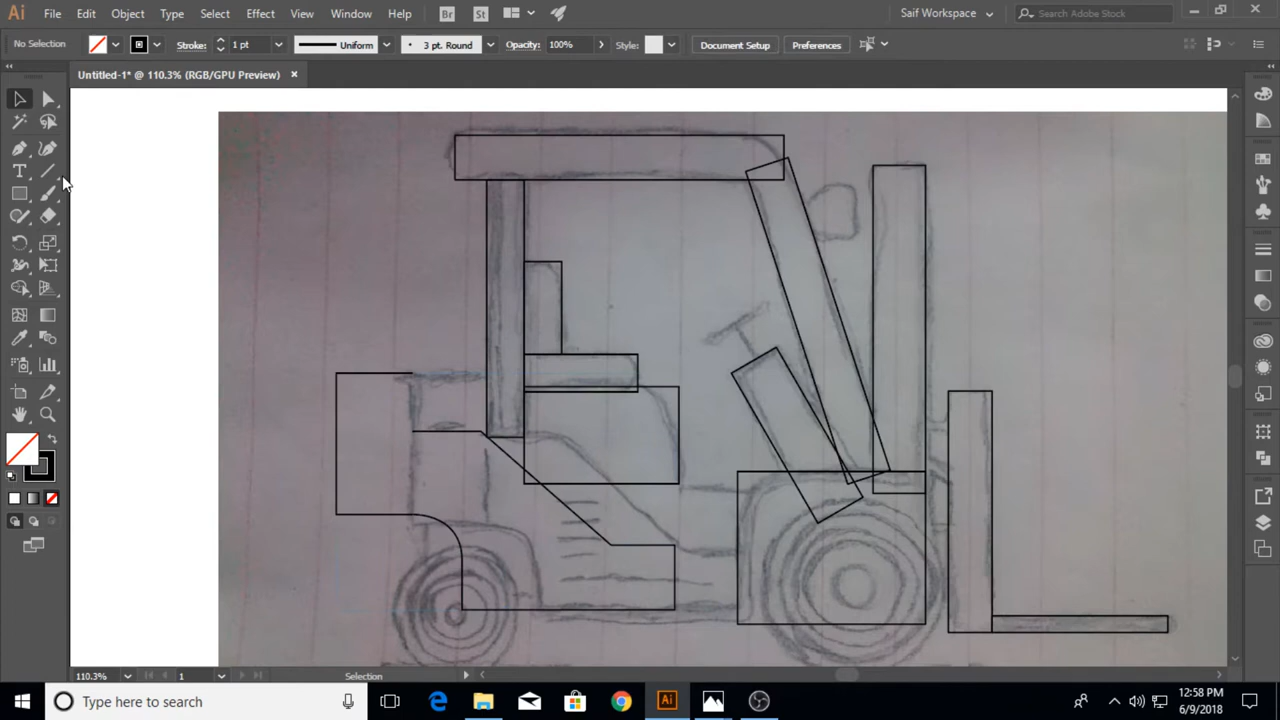 Ai File Edit Object Type Select Effect View Window Help Br St Saif Workspace Search Adobe Stock
No Selection Stroke: 1 pt Uniform 3 pt. Round Opacity: 100% Style: Document Setup Preferences
Untitled-1* @ 110.3% (RGB/GPU Preview)
110.3% 1 Selection
Type here to search
12:58 PM
6/9/2018